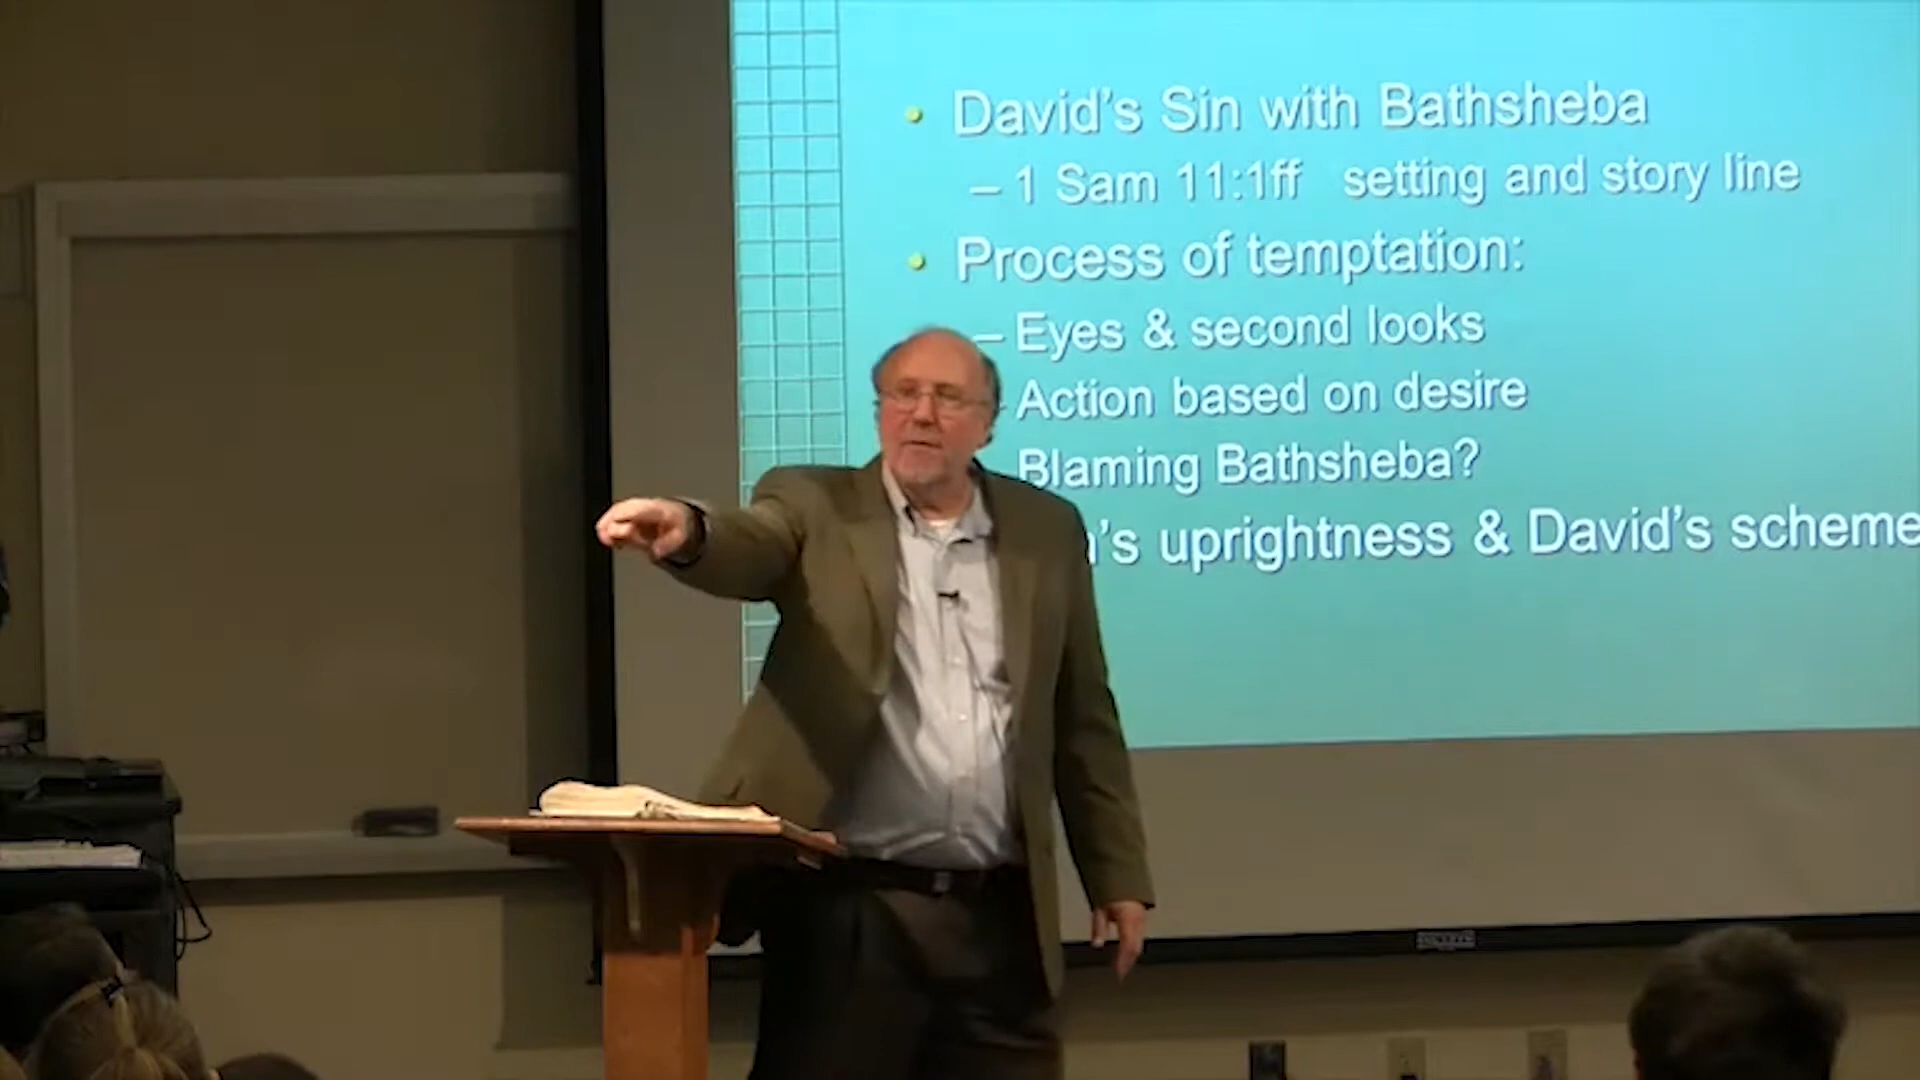 David's Sin with Bathsheba
– 1 Sam 11:1ff setting and story line
Process of temptation:
– Eyes & second looks
- Action based on desire
Blaming Bathsheba?
's uprightness & David's scheme